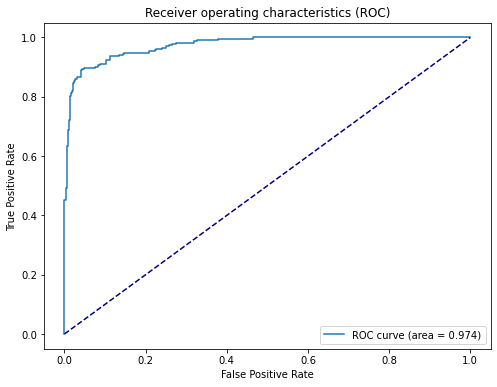 Receiver operating characteristics (ROC)
True Positive Rate
1.0
0.8
0.6
0.4
0.2
0.0
0.0 0.2 0.4 0.6 0.8 1.0
False Positive Rate
ROC curve (area = 0.974)